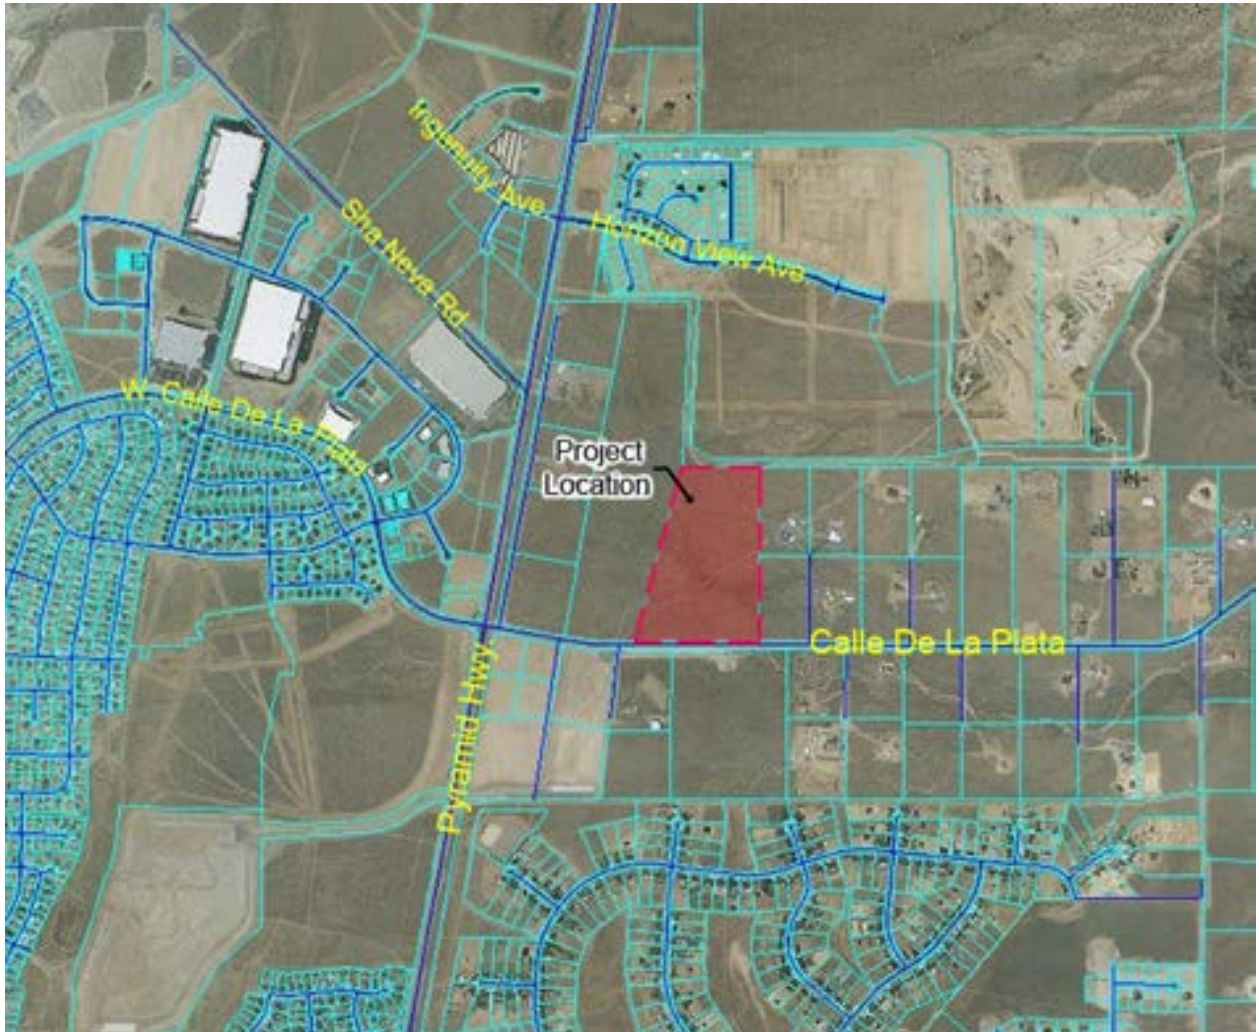 Ingenuity Ave
Sha Neve Rd
Horizon View Ave
W. Calle De La Plata
Project
Location
Calle De La Plata
Pyramid Hwy.